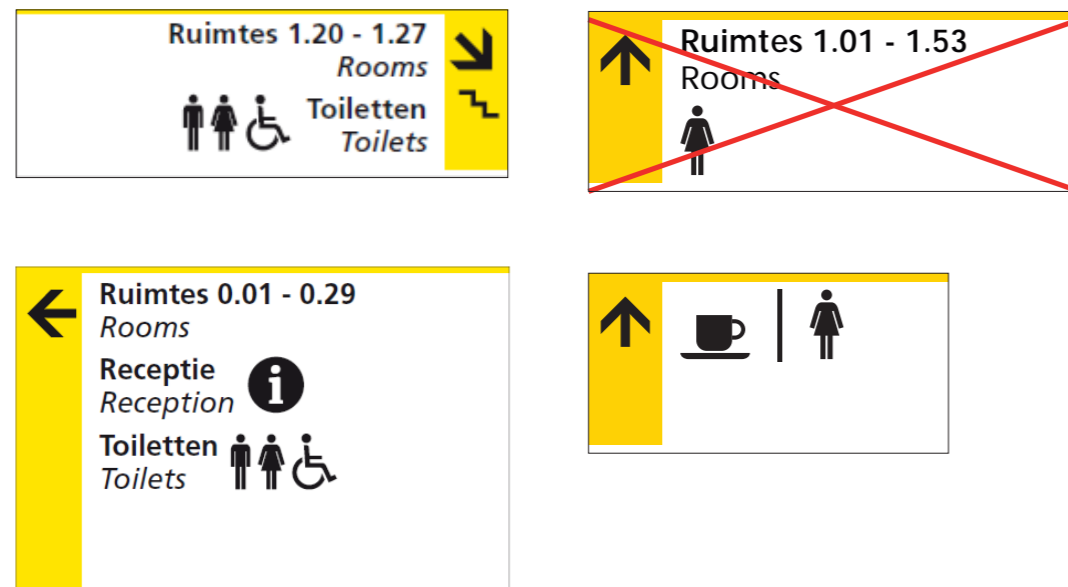 Ruimtes 1.20 - 1.27
Rooms
Toiletten
Toilets
Ruimtes 1.01 - 1.53
Rooms
Ruimtes 0.01 - 0.29
Rooms
Receptie
Reception
i
Toiletten
Toilets